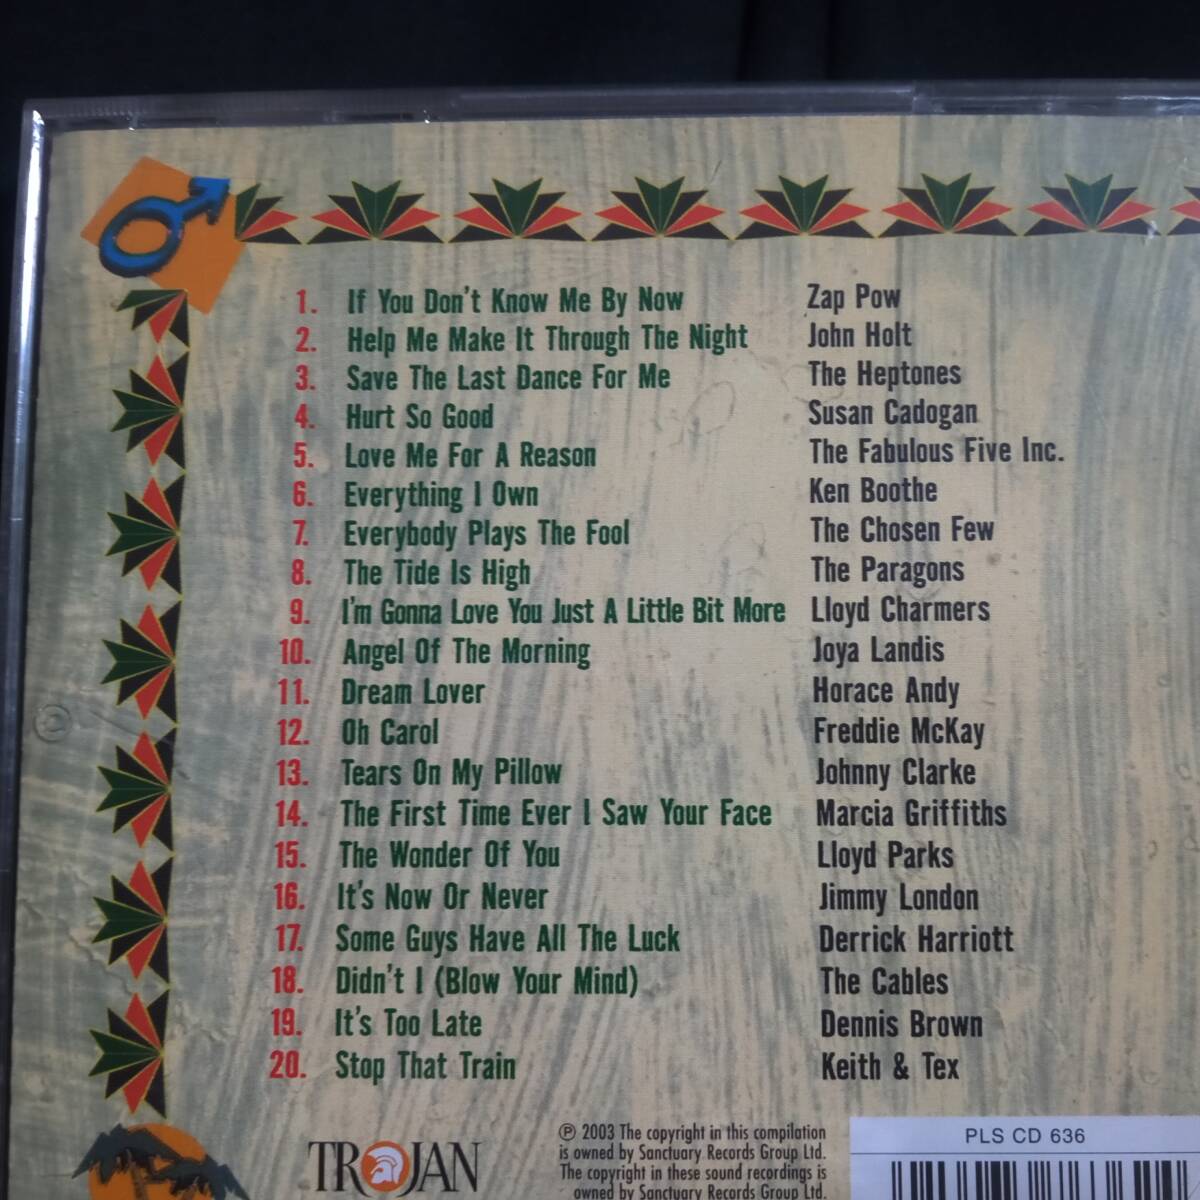 1. If You Don't Know Me By Now Zap Pow
2. Help Me Make It Through The Night John Holt
3. Save The Last Dance For Me The Heptones
4. Hurt So Good Susan Cadogan
5. Love Me For A Reason The Fabulous Five Inc.
6. Everything I Own Ken Boothe
7. Everybody Plays The Fool The Chosen Few
8. The Tide Is High The Paragons
9. I'm Gonna Love You Just A Little Bit More Lloyd Charmers
10. Angel Of The Morning Joya Landis
11. Dream Lover Horace Andy
12. Oh Carol Freddie McKay
13. Tears On My Pillow Johnny Clarke
14. The First Time Ever I Saw Your Face Marcia Griffiths
15. The Wonder Of You Lloyd Parks
16. It's Now Or Never Jimmy London
17. Some Guys Have All The Luck Derrick Harriott
18. Didn't I (Blow Your Mind) The Cables
19. It's Too Late Dennis Brown
20. Stop That Train Keith & Tex
TROJAN
℗ 2003 The copyright in this compilation
is owned by Sanctuary Records Group Ltd.
The copyright in these sound recordings is
owned by Sanctuary Records Group Ltd.
PLS CD 636